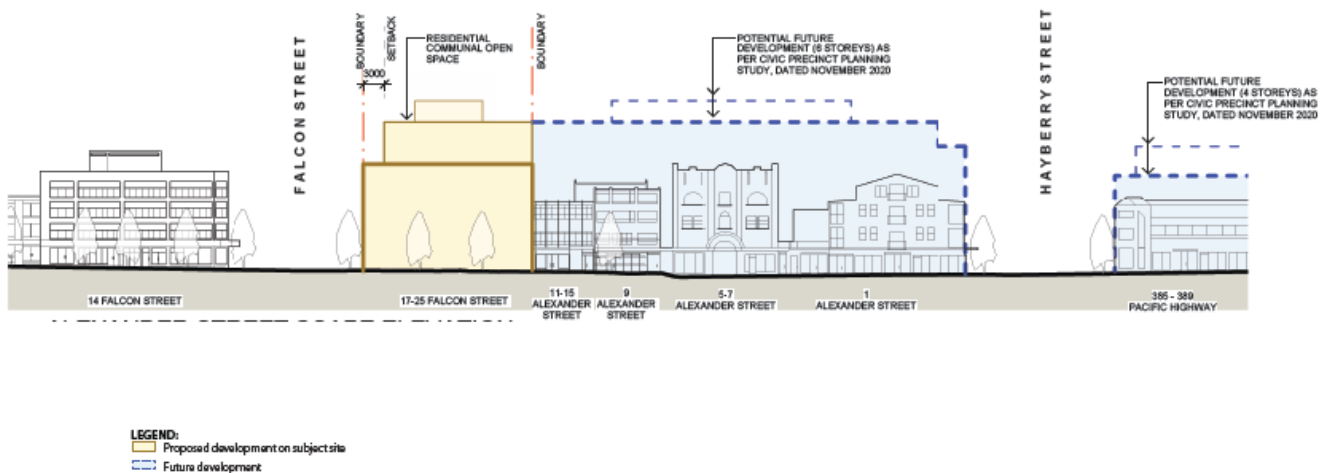 FALCON STREET
BOUNDARY
SETBACK
3000
RESIDENTIAL
COMMUNAL OPEN
SPACE
BOUNDARY
POTENTIAL FUTURE
DEVELOPMENT (6 STOREYS) AS
PER CIVIC PRECINCT PLANNING
STUDY, DATED NOVEMBER 2020
HAYBERRY STREET
POTENTIAL FUTURE
DEVELOPMENT (4 STOREYS) AS
PER CIVIC PRECINCT PLANNING
STUDY, DATED NOVEMBER 2020
14 FALCON STREET
17-25 FALCON STREET
11-15
ALEXANDER
STREET
9
ALEXANDER
STREET
5-7
ALEXANDER STREET
1
ALEXANDER STREET
385 - 389
PACIFIC HIGHWAY
LEGEND:
Proposed development on subject site
Future development